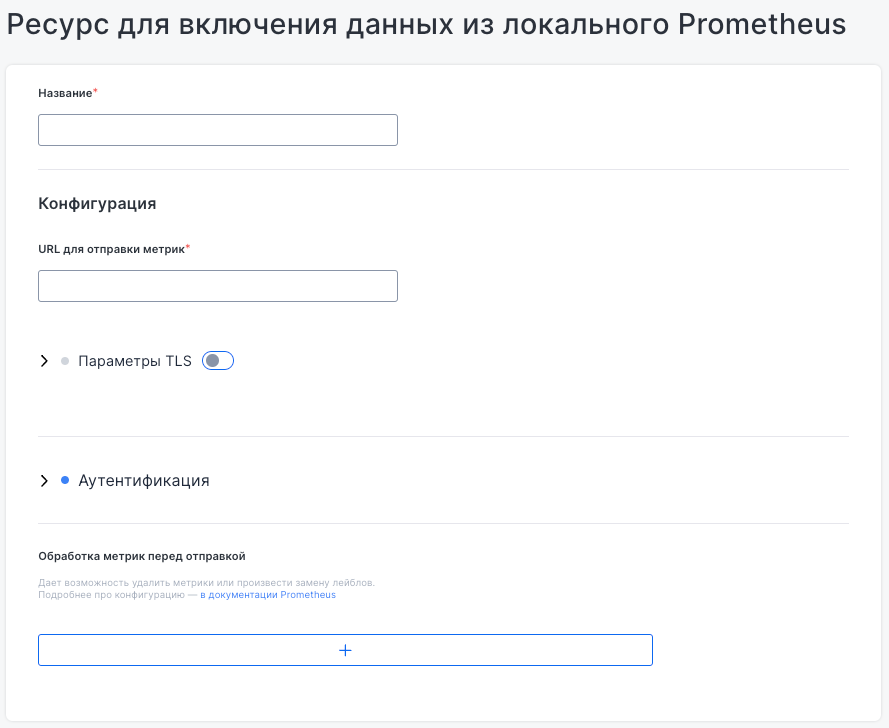 Ресурс для включения данных из локального Prometheus
Название*
Конфигурация
URL для отправки метрик*
Параметры TLS
Аутентификация
Обработка метрик перед отправкой
Дает возможность удалить метрики или произвести замену лейблов.
Подробнее про конфигурацию — в документации Prometheus
+